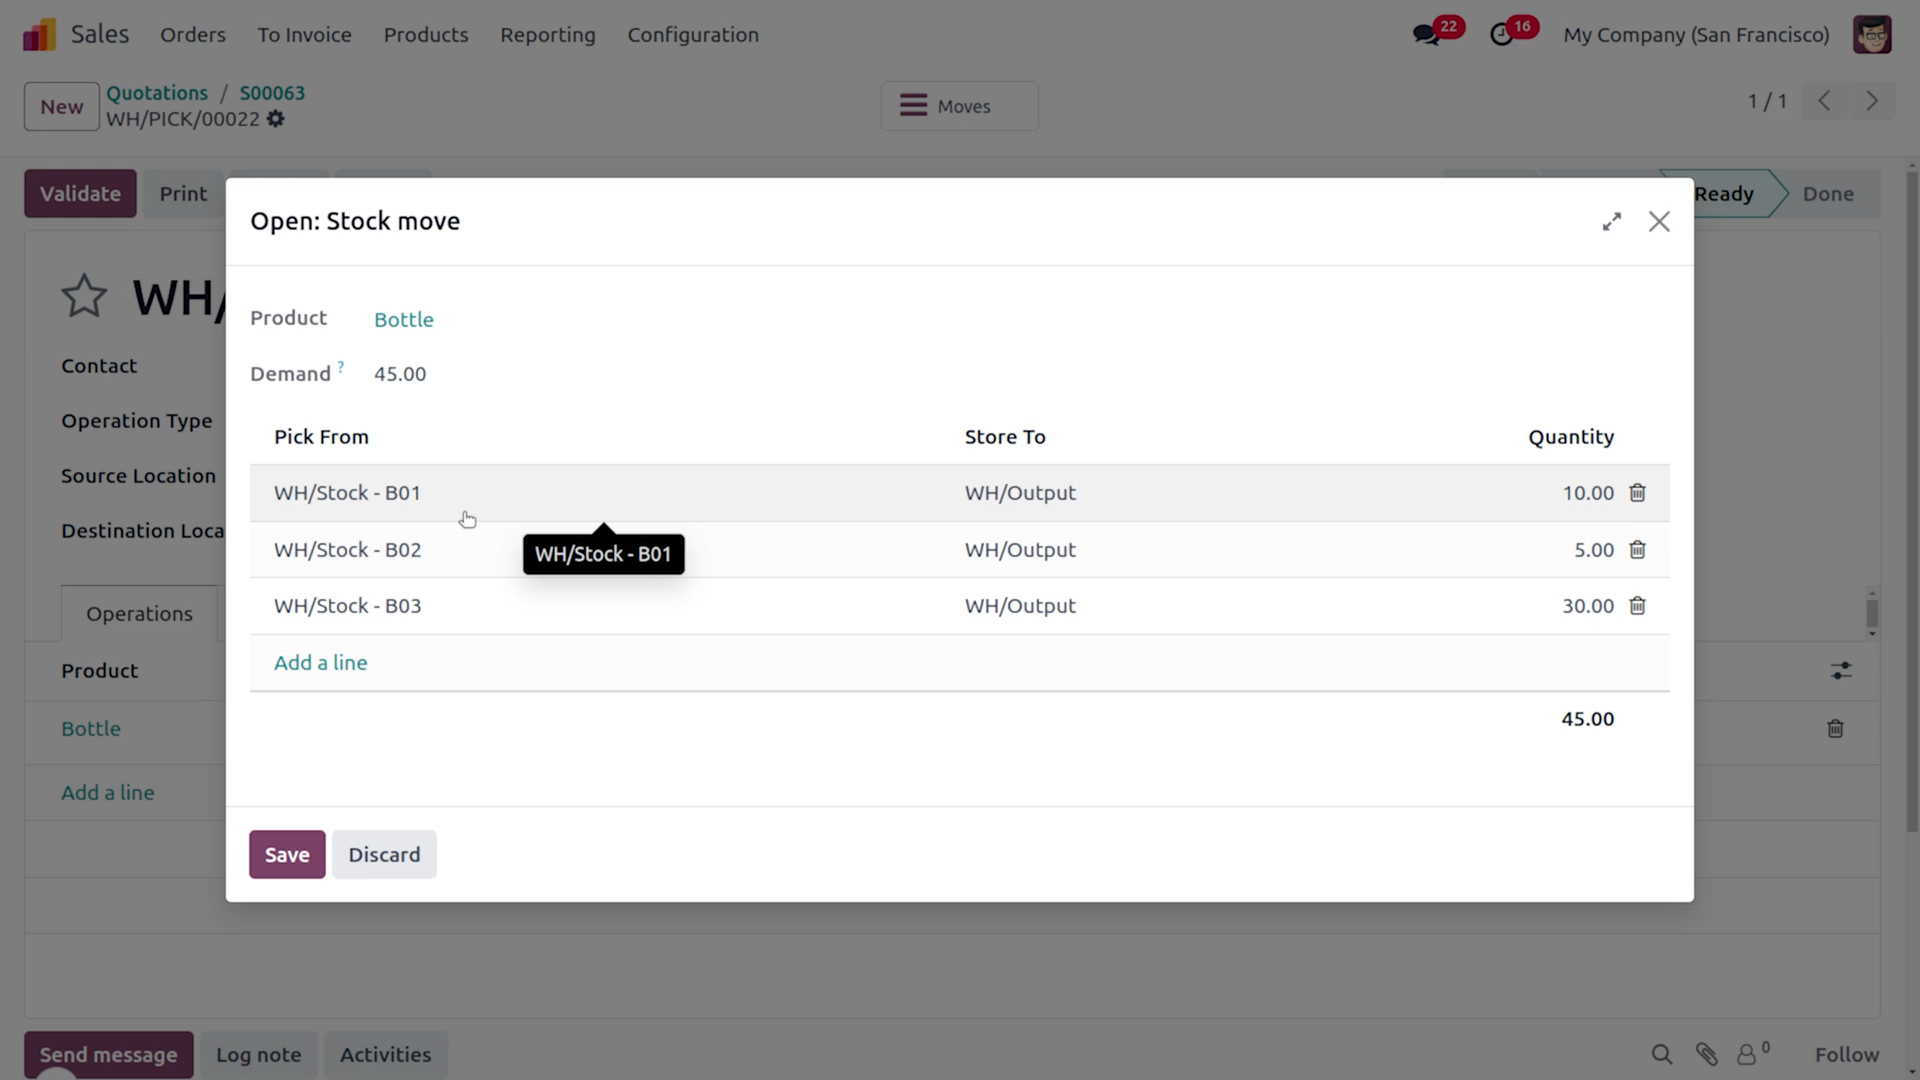 Sales Orders To Invoice Products Reporting Configuration 22 16 My Company (San Francisco)
New Quotations / S00063 Moves 1 / 1
WH/PICK/00022
Validate Print Ready Done
Open: Stock move
WH/
Product Bottle
Contact
Demand ? 45.00
Operation Type
Pick From Store To Quantity
Source Location
WH/Stock - B01 WH/Output 10.00
Destination Loca
WH/Stock - B02 WH/Output 5.00
WH/Stock - B01
WH/Stock - B03 WH/Output 30.00
Operations
Add a line
Product
45.00
Bottle
Add a line
Save Discard
Send message Log note Activities 0 Follow